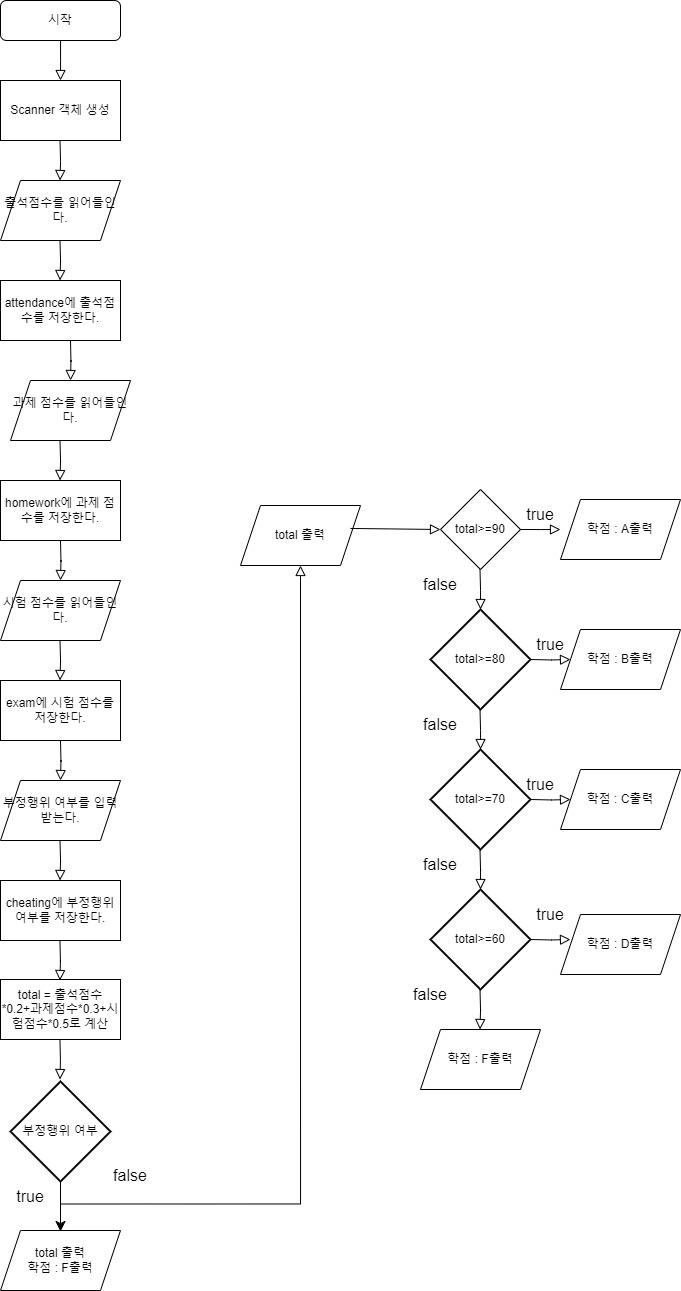 시작
Scanner 객체 생성
출석점수를 읽어들인
다.
attendance에 출석점
수를 저장한다.
과제 점수를 읽어들인
다.
homework에 과제 점
수를 저장한다.
시험 점수를 읽어들인
다.
exam에 시험 점수를
저장한다.
부정행위 여부를 입력
받는다.
cheating에 부정행위
여부를 저장한다.
total = 출석점수
*0.2+과제점수*0.3+시
험점수*0.5로 계산
부정행위 여부
false
true
total 출력
학점 : F출력
total 출력
total>=90
true
학점 : A출력
false
total>=80
true
학점 : B출력
false
total>=70
true
학점 : C출력
false
total>=60
true
학점 : D출력
false
학점 : F출력